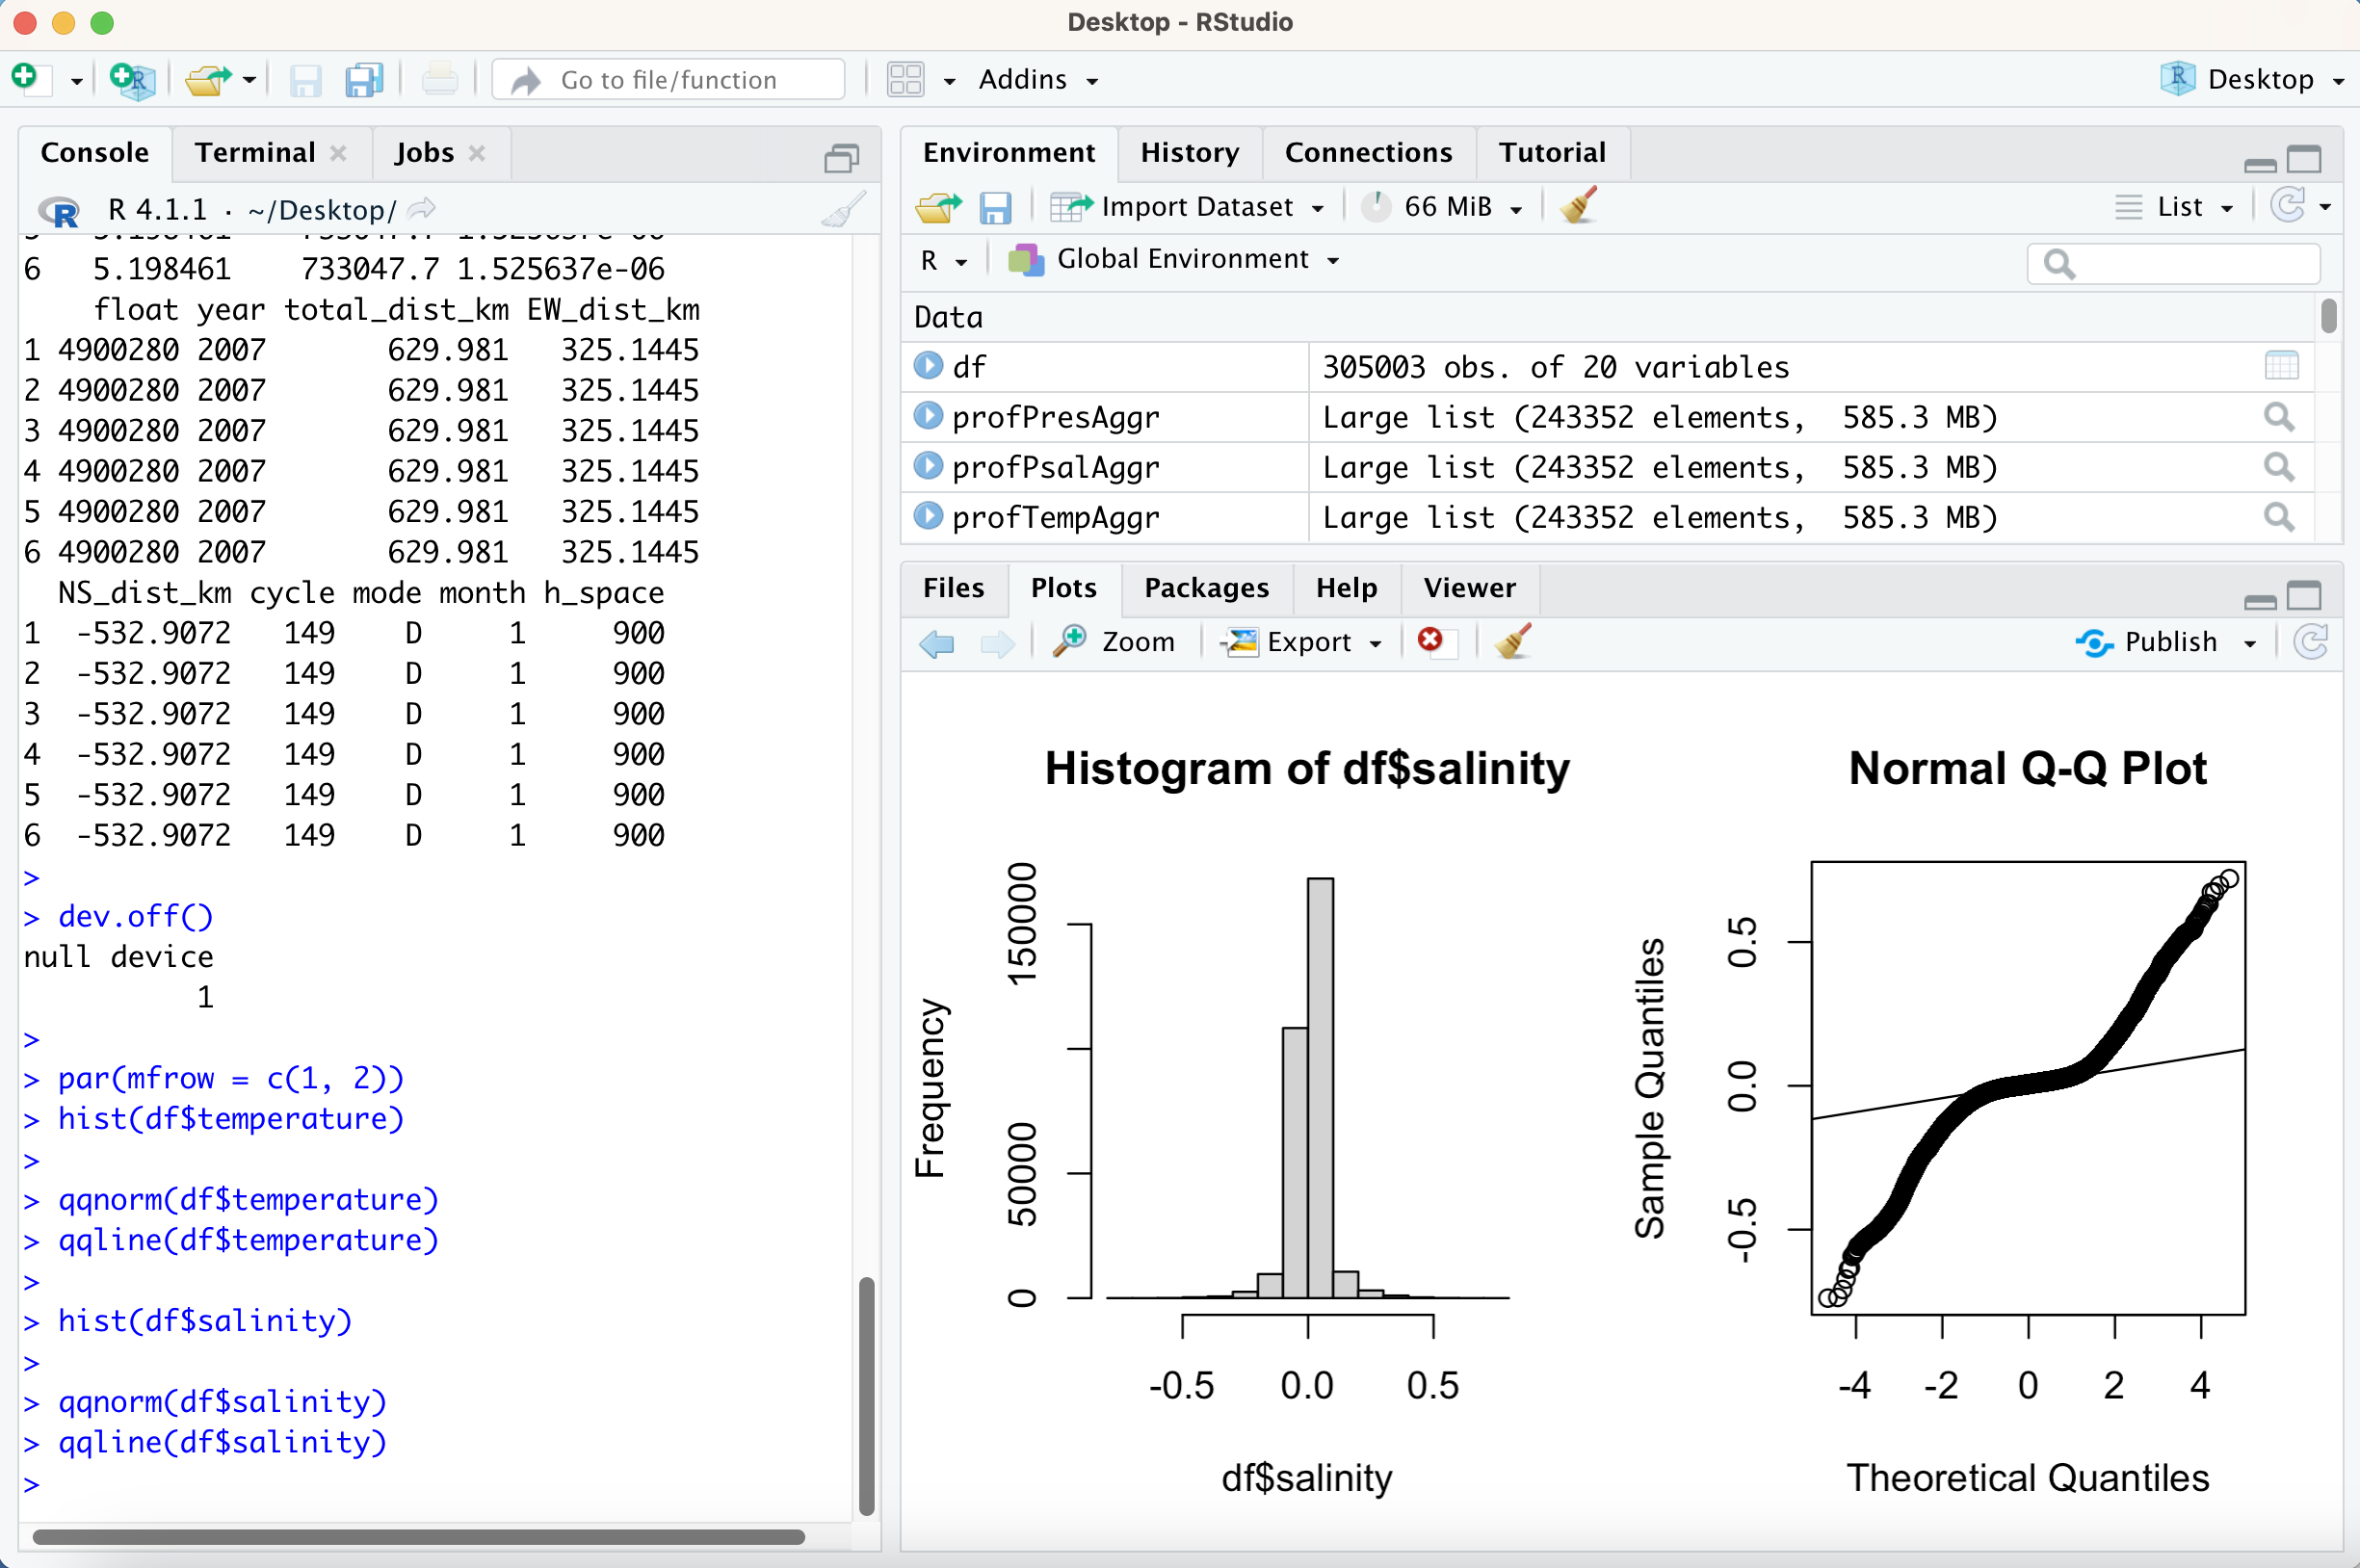 Desktop - RStudio
Go to file/function
Addins
Desktop
Console Terminal Jobs
R 4.1.1 · ~/Desktop/
6   5.198461    733047.7 1.525637e-06
    float year total_dist_km EW_dist_km
1 4900280 2007       629.981   325.1445
2 4900280 2007       629.981   325.1445
3 4900280 2007       629.981   325.1445
4 4900280 2007       629.981   325.1445
5 4900280 2007       629.981   325.1445
6 4900280 2007       629.981   325.1445
  NS_dist_km cycle mode month h_space
1  -532.9072   149    D     1     900
2  -532.9072   149    D     1     900
3  -532.9072   149    D     1     900
4  -532.9072   149    D     1     900
5  -532.9072   149    D     1     900
6  -532.9072   149    D     1     900
>
> dev.off()
null device
          1
>
> par(mfrow = c(1, 2))
> hist(df$temperature)
>
> qqnorm(df$temperature)
> qqline(df$temperature)
>
> hist(df$salinity)
>
> qqnorm(df$salinity)
> qqline(df$salinity)
>
Environment History Connections Tutorial
Import Dataset 66 MiB List
R Global Environment
Data
df 305003 obs. of 20 variables
profPresAggr Large list (243352 elements,  585.3 MB)
profPsalAggr Large list (243352 elements,  585.3 MB)
profTempAggr Large list (243352 elements,  585.3 MB)
Files Plots Packages Help Viewer
Zoom Export Publish
Histogram of df$salinity
Frequency
150000
50000
0
-0.5 0.0 0.5
df$salinity
Normal Q-Q Plot
Sample Quantiles
0.5
0.0
-0.5
-4 -2 0 2 4
Theoretical Quantiles